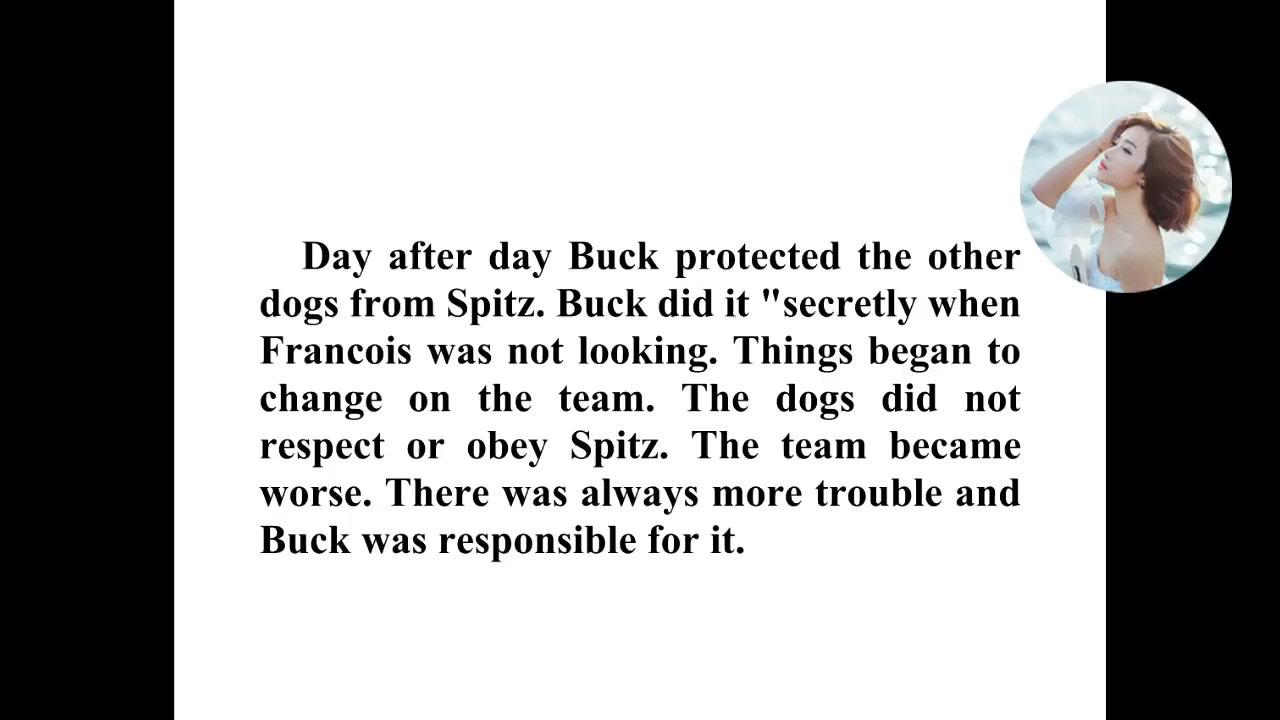 Day after day Buck protected the other
dogs from Spitz. Buck did it "secretly when
Francois was not looking. Things began to
change on the team. The dogs did not
respect or obey Spitz. The team became
worse. There was always more trouble and
Buck was responsible for it.